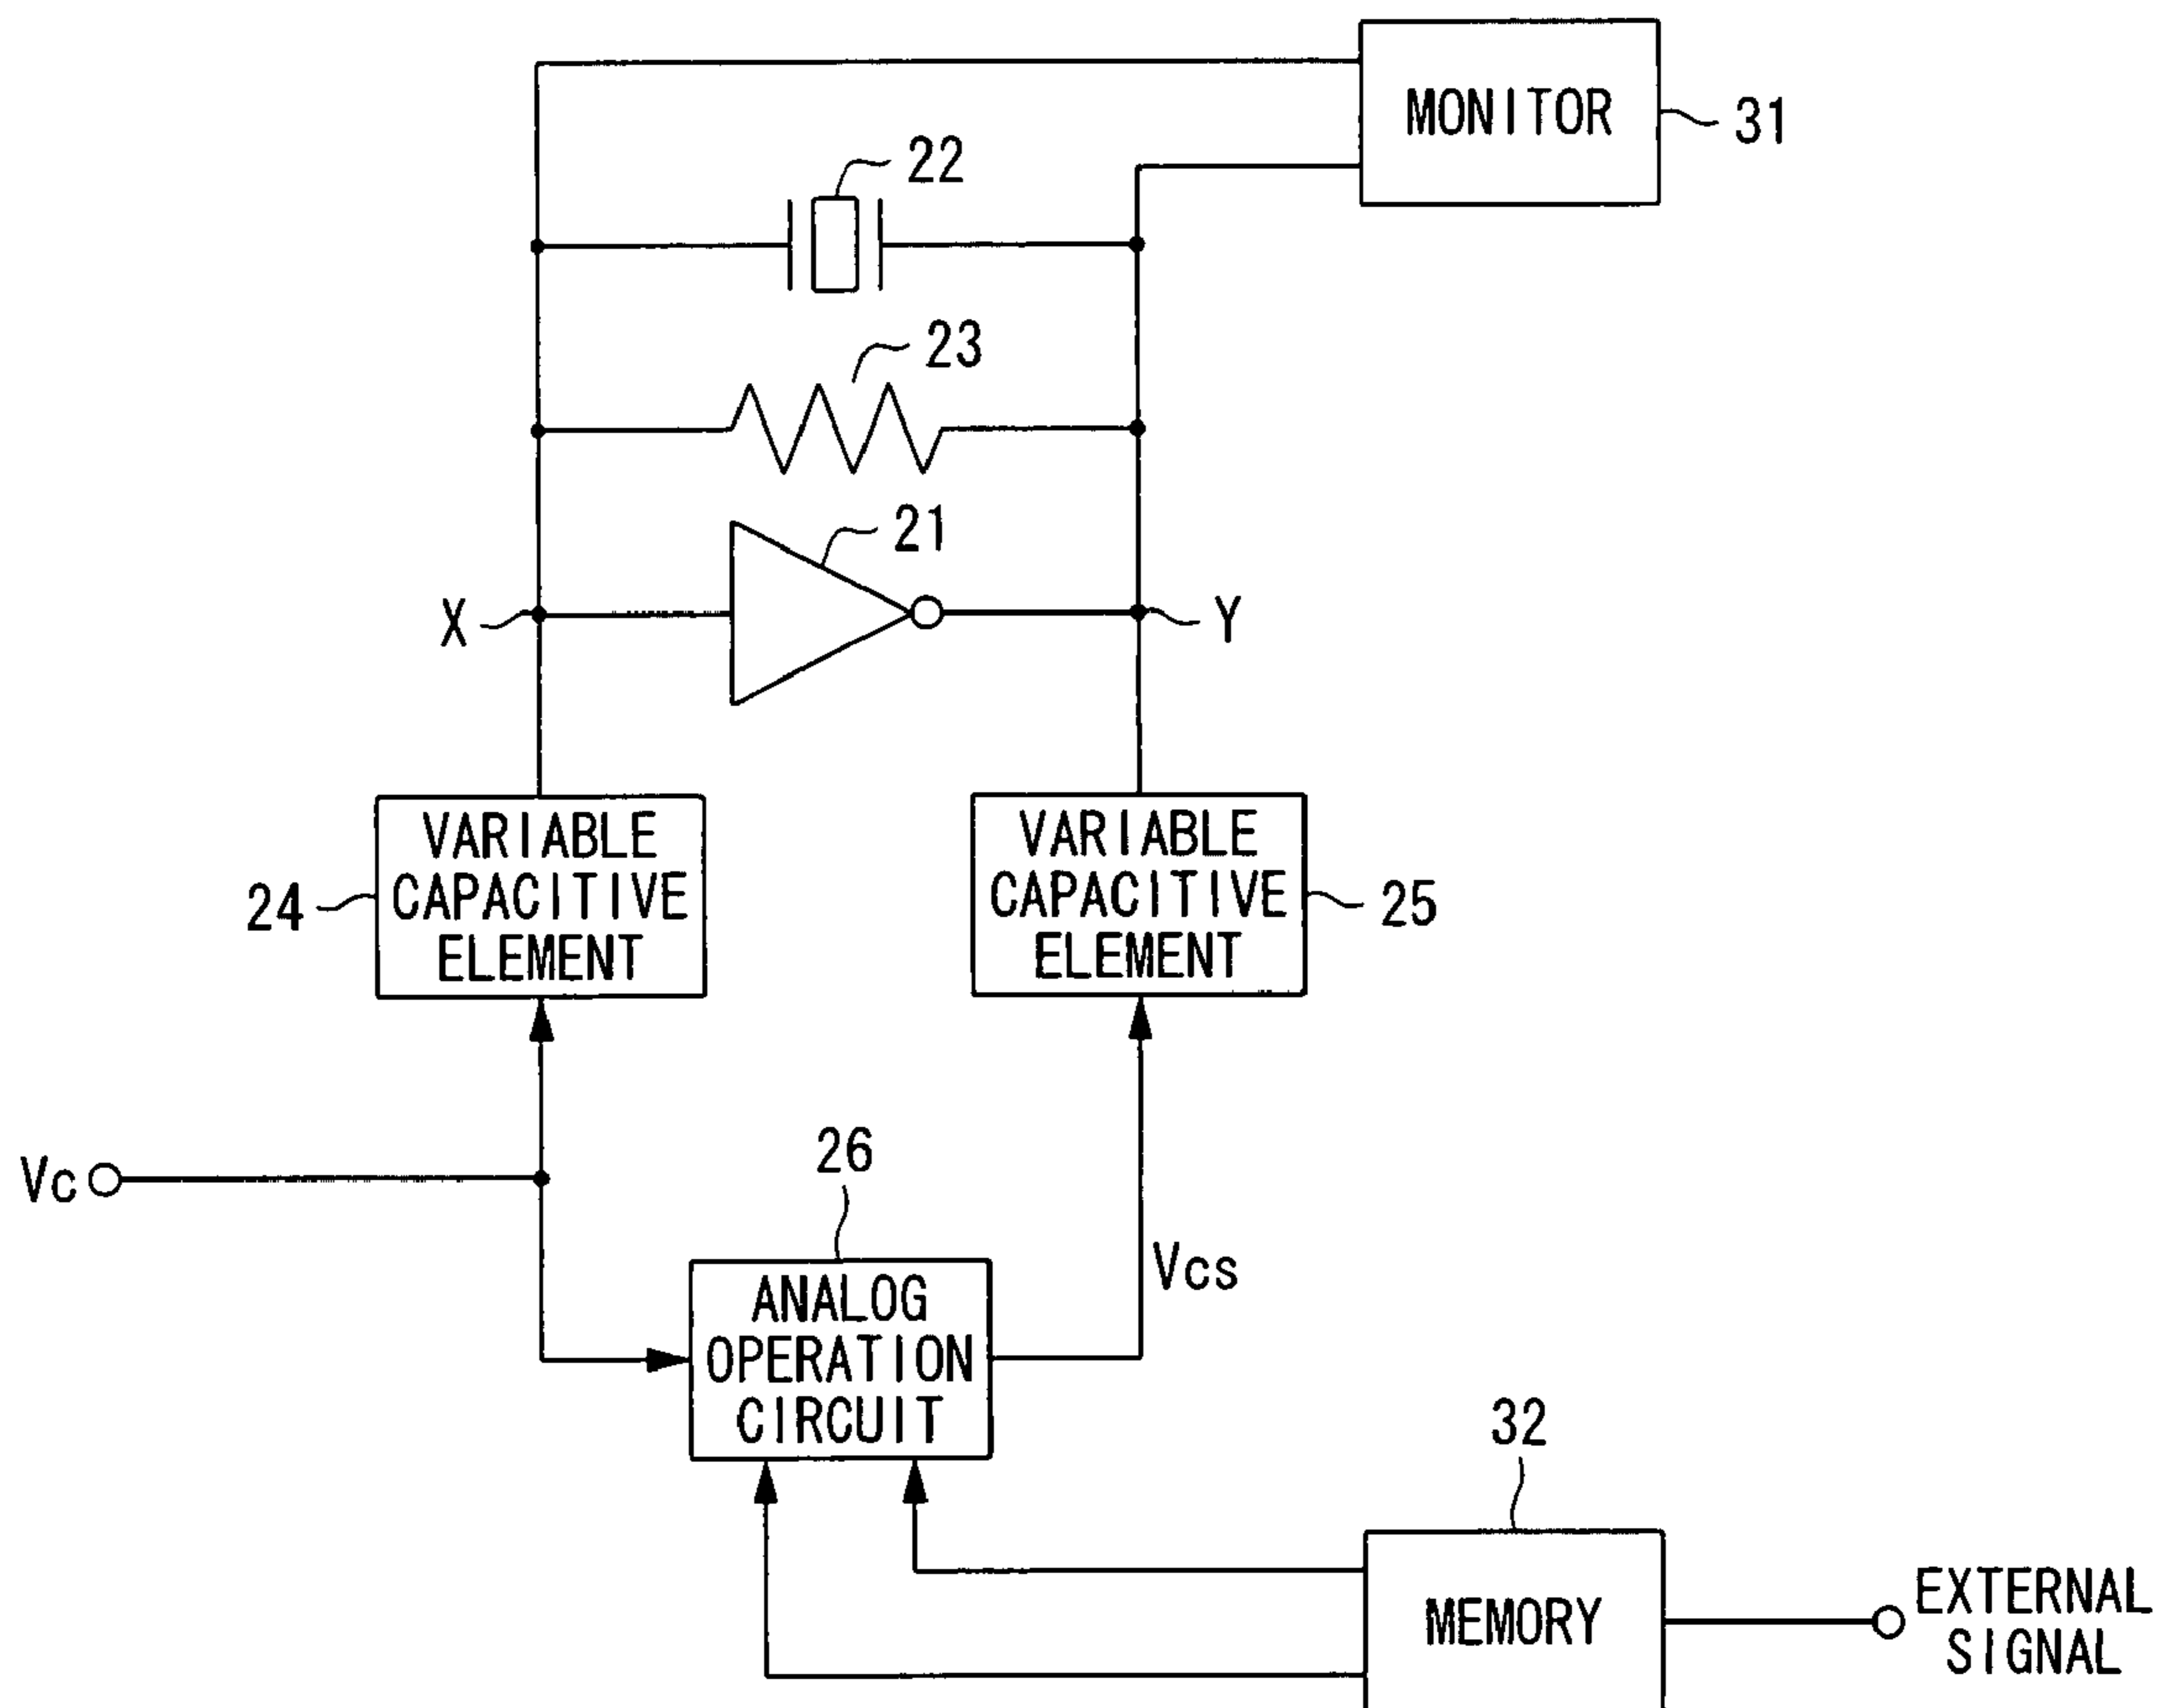 MONITOR
31
22
23
21
X
Y
VARIABLE
CAPACITIVE
ELEMENT
24
VARIABLE
CAPACITIVE
ELEMENT
25
Vc
26
ANALOG
OPERATION
CIRCUIT
Vcs
32
MEMORY
EXTERNAL
SIGNAL